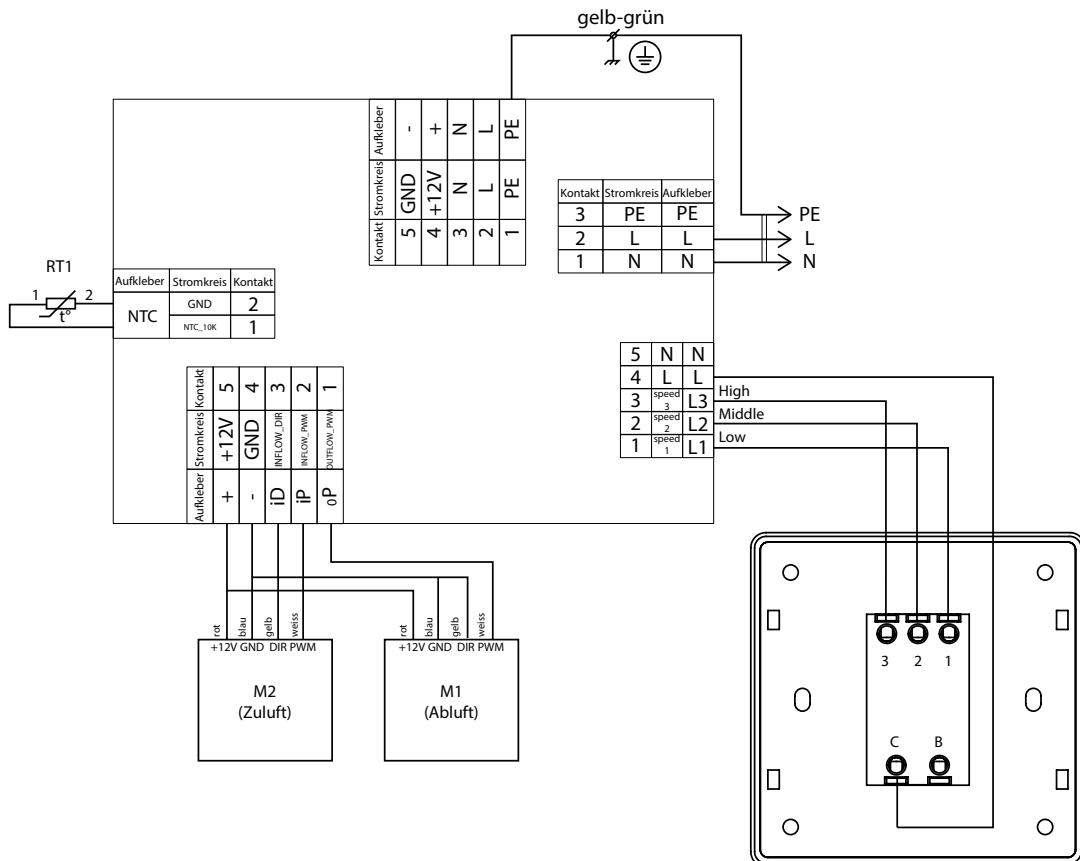 gelb-grün
Aufkleber - + N L PE
Stromkreis GND +12V N L PE
Kontakt 5 4 3 2 1
Kontakt Stromkreis Aufkleber
3 PE PE
2 L L
1 N N
PE
L
N
RT1
1 2
t°
Aufkleber Stromkreis Kontakt
NTC GND 2
NTC_10K 1
5 N N
4 L L
3 speed 3 L3 High
2 speed 2 L2 Middle
1 speed 1 L1 Low
Kontakt 5 4 3 2 1
Stromkreis +12V GND INFLOW_DIR INFLOW_PWM OUTFLOW_PWM
Aufkleber + - iD iP oP
rot blau gelb weiss
+12V GND DIR PWM
M2
(Zuluft)
rot blau gelb weiss
+12V GND DIR PWM
M1
(Abluft)
3 2 1
C B